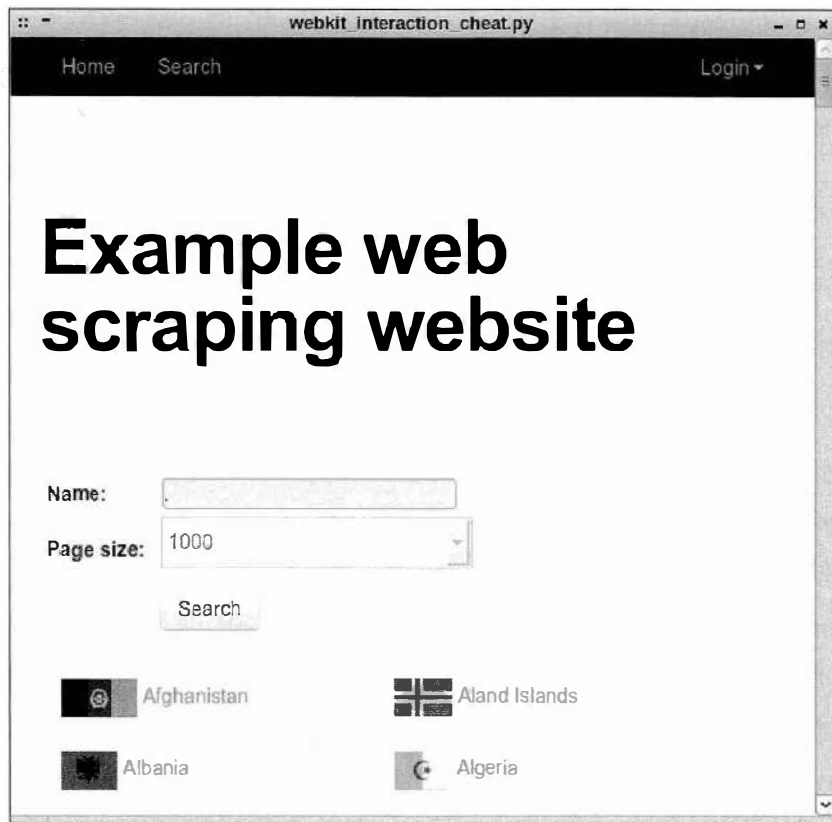 webkit_interaction_cheat.py
Home Search Login
Example web
scraping website
Name: .
Page size: 1000
Search
Afghanistan Aland Islands
Albania Algeria